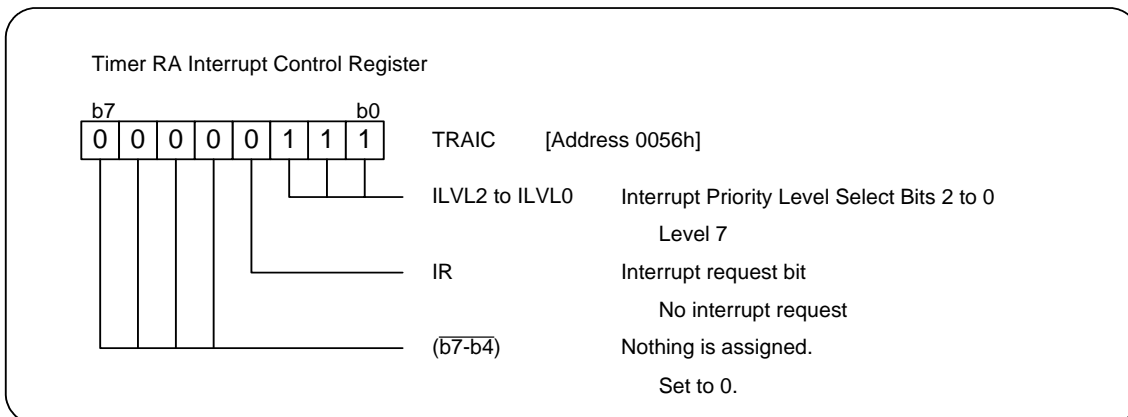 Timer RA Interrupt Control Register
b7 b0
0 0 0 0 0 1 1 1 TRAIC [Address 0056h]
ILVL2 to ILVL0 Interrupt Priority Level Select Bits 2 to 0
Level 7
IR Interrupt request bit
No interrupt request
(b7-b4) Nothing is assigned.
Set to 0.